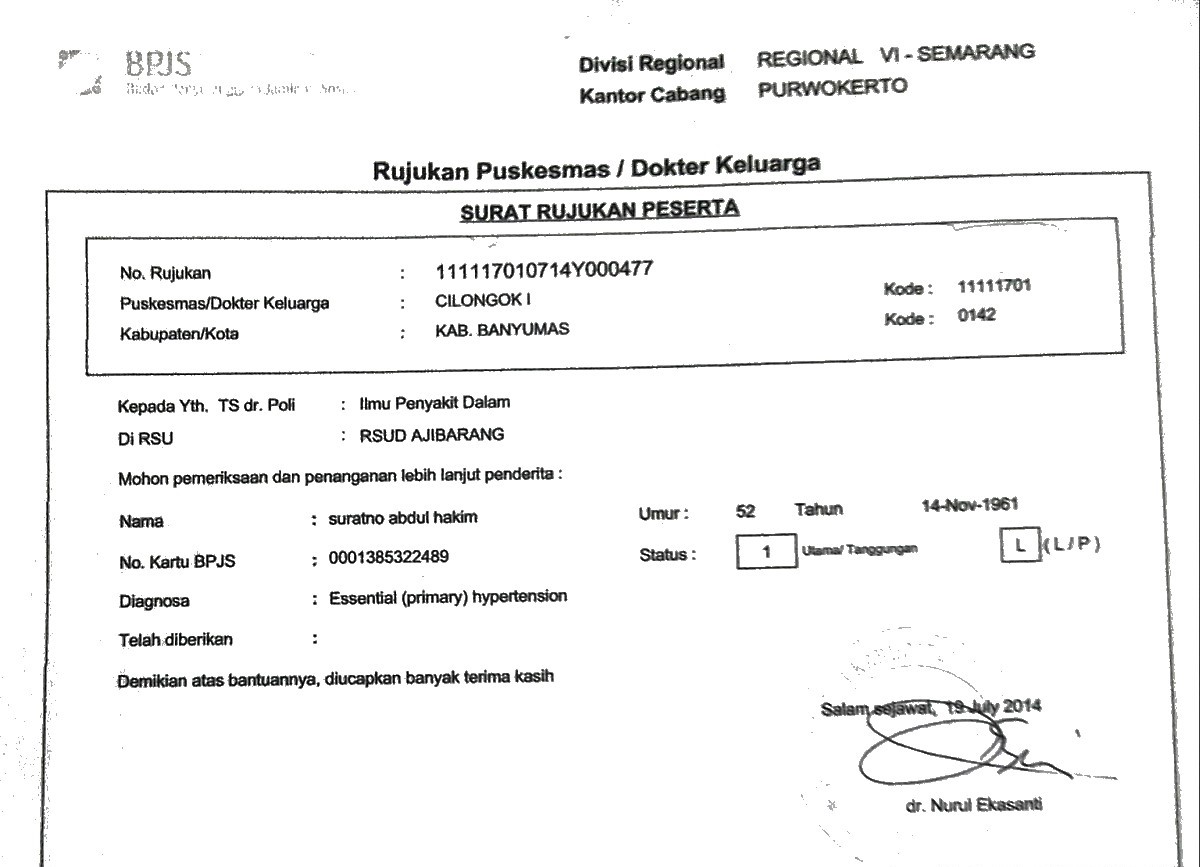 BPJS
Divisi Regional REGIONAL VI - SEMARANG
Kantor Cabang PURWOKERTO
Rujukan Puskesmas / Dokter Keluarga
SURAT RUJUKAN PESERTA
No. Rujukan : 111117010714Y000477
Puskesmas/Dokter Keluarga : CILONGOK I Kode : 11111701
Kabupaten/Kota : KAB. BANYUMAS Kode : 0142
Kepada Yth. TS dr. Poli : Ilmu Penyakit Dalam
Di RSU : RSUD AJIBARANG
Mohon pemeriksaan dan penanganan lebih lanjut penderita :
Nama : suratno abdul hakim Umur : 52 Tahun 14-Nov-1961
No. Kartu BPJS : 0001385322489 Status : 1 Utama/ Tanggungan L (L/P)
Diagnosa : Essential (primary) hypertension
Telah diberikan :
Demikian atas bantuannya, diucapkan banyak terima kasih
Salam sejawat, 19 July 2014
dr. Nurul Ekasanti